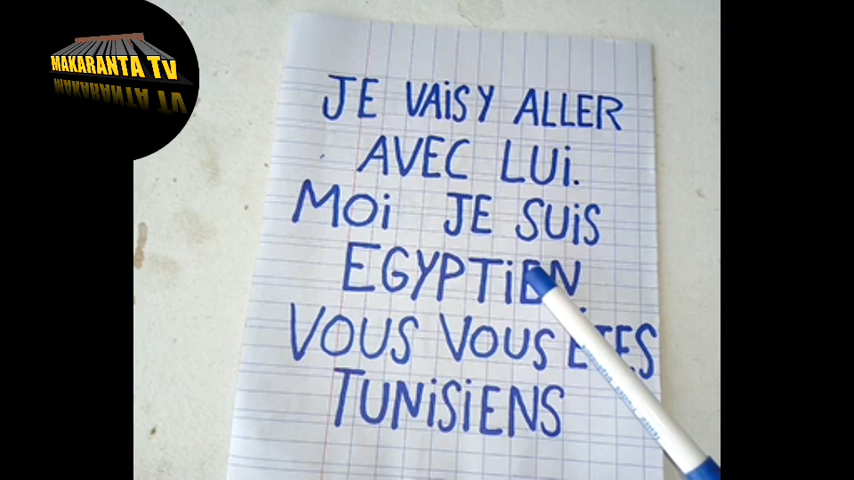 MAKARANTA TV
JE VAIS Y ALLER
AVEC LUI.
MOI JE SUIS
EGYPTIEN
VOUS VOUS ÊTES
TUNISIENS